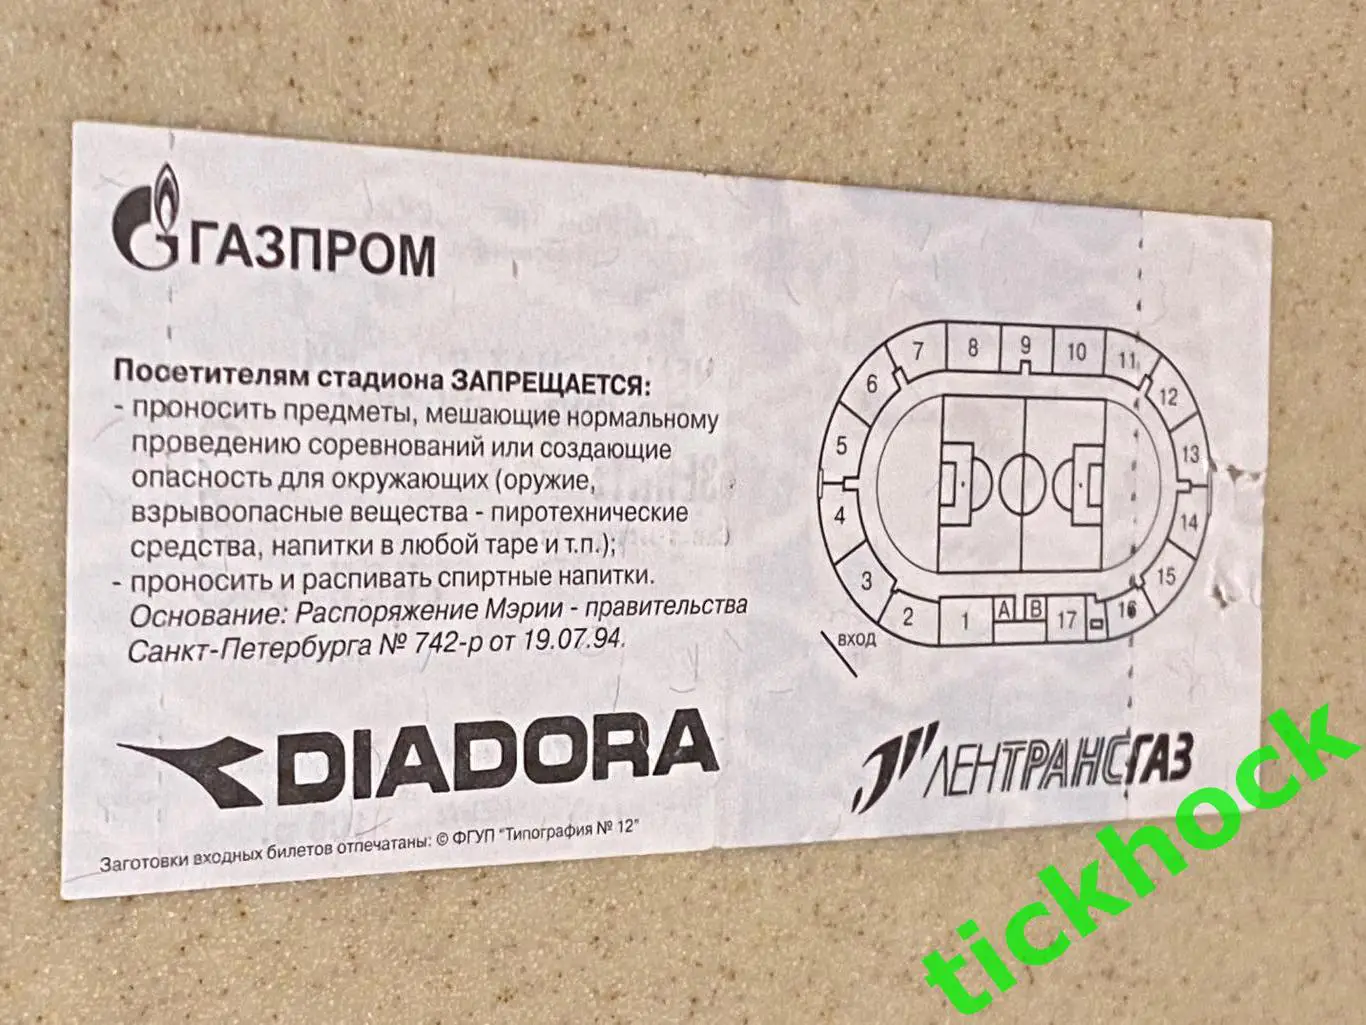 ГАЗПРОМ
Посетителям стадиона ЗАПРЕЩАЕТСЯ:
- проносить предметы, мешающие нормальному
проведению соревнований или создающие
опасность для окружающих (оружие,
взрывоопасные вещества - пиротехнические
средства, напитки в любой таре и т.п.);
- проносить и распивать спиртные напитки.
Основание: Распоряжение Мэрии - правительства
Санкт-Петербурга № 742-р от 19.07.94.
DIADORA
Заготовки входных билетов отпечатаны: © ФГУП "Типография № 12"
7 8 9 10 11
6 12
5 13
4 14
3 15
2 1 A B 17 16
вход
ЛЕНТРАНСГАЗ
tickhock